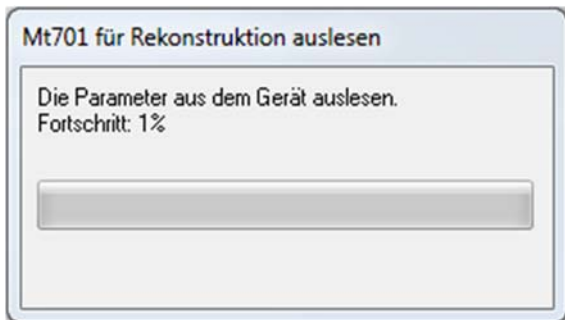 Mt701 für Rekonstruktion auslesen
Die Parameter aus dem Gerät auslesen.
Fortschritt: 1%